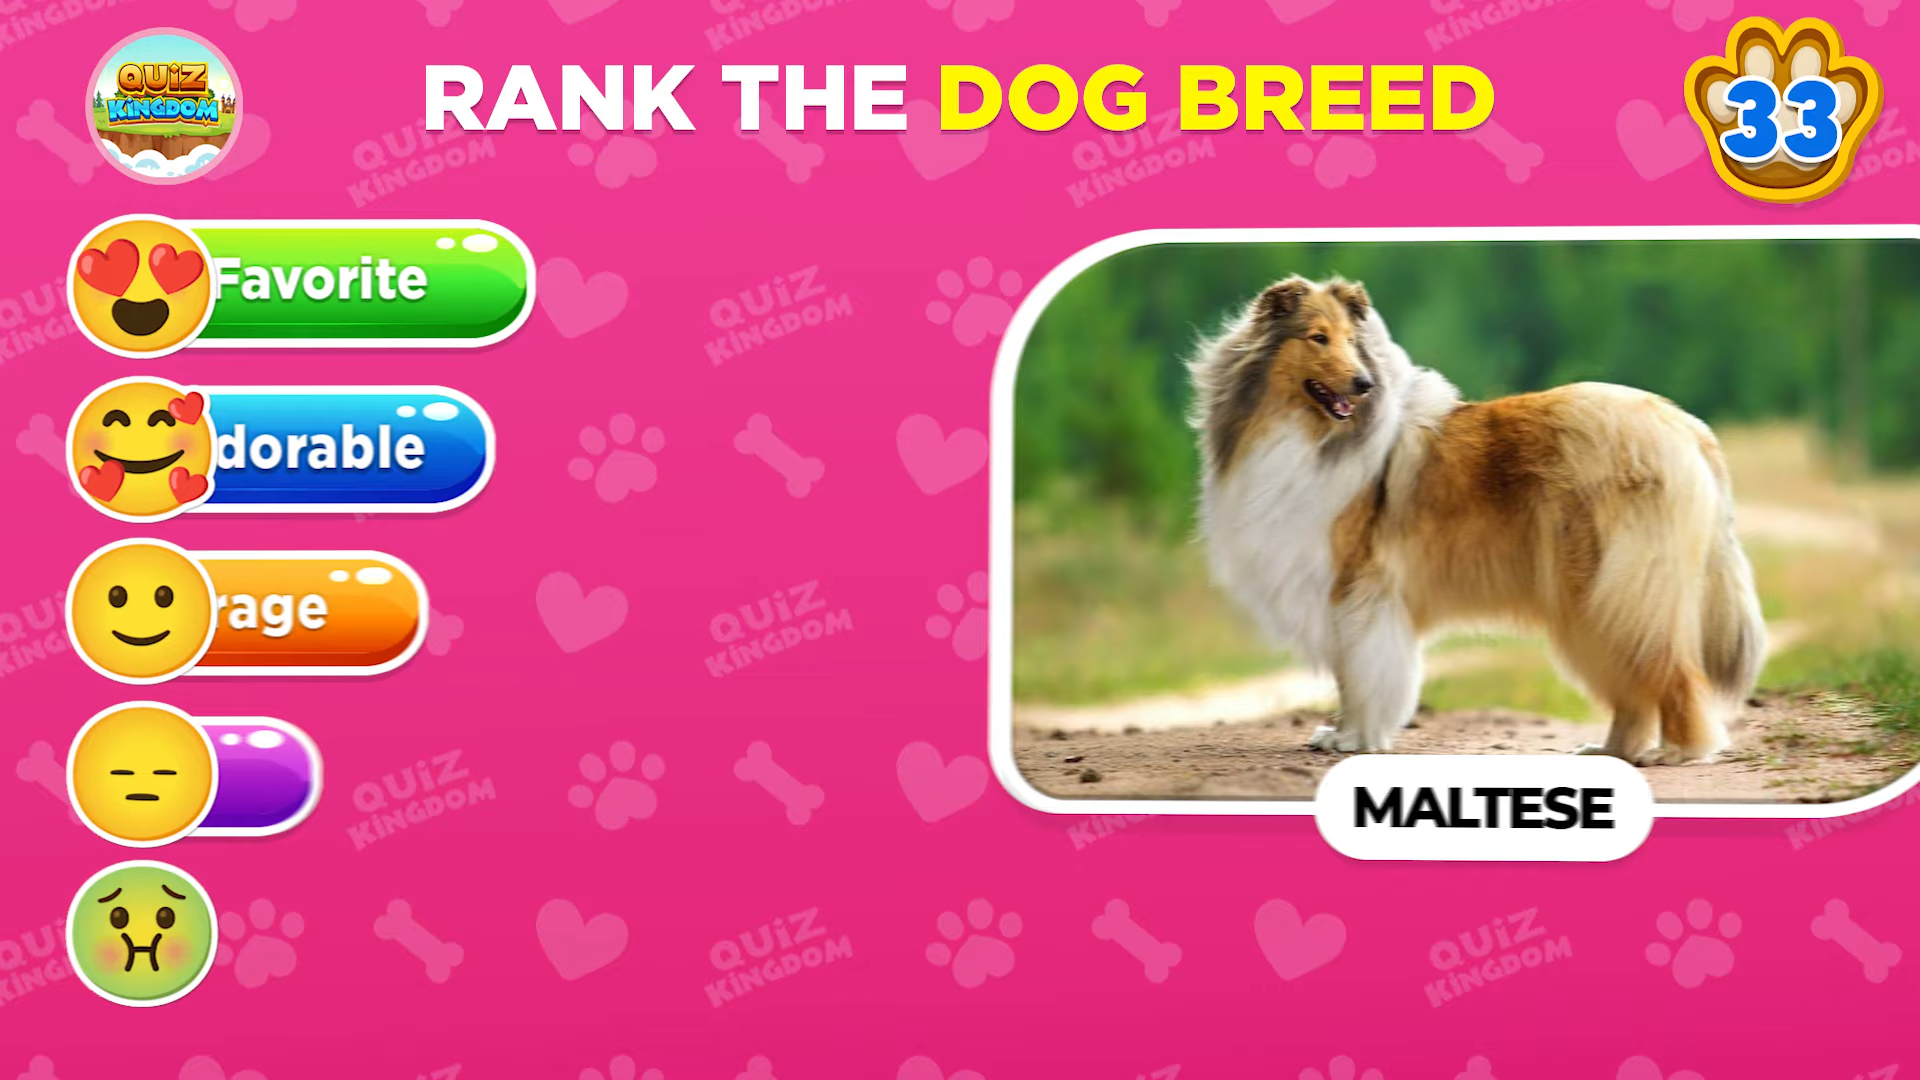 QUIZ
KINGDOM
RANK THE DOG BREED
33
Favorite
dorable
rage
MALTESE